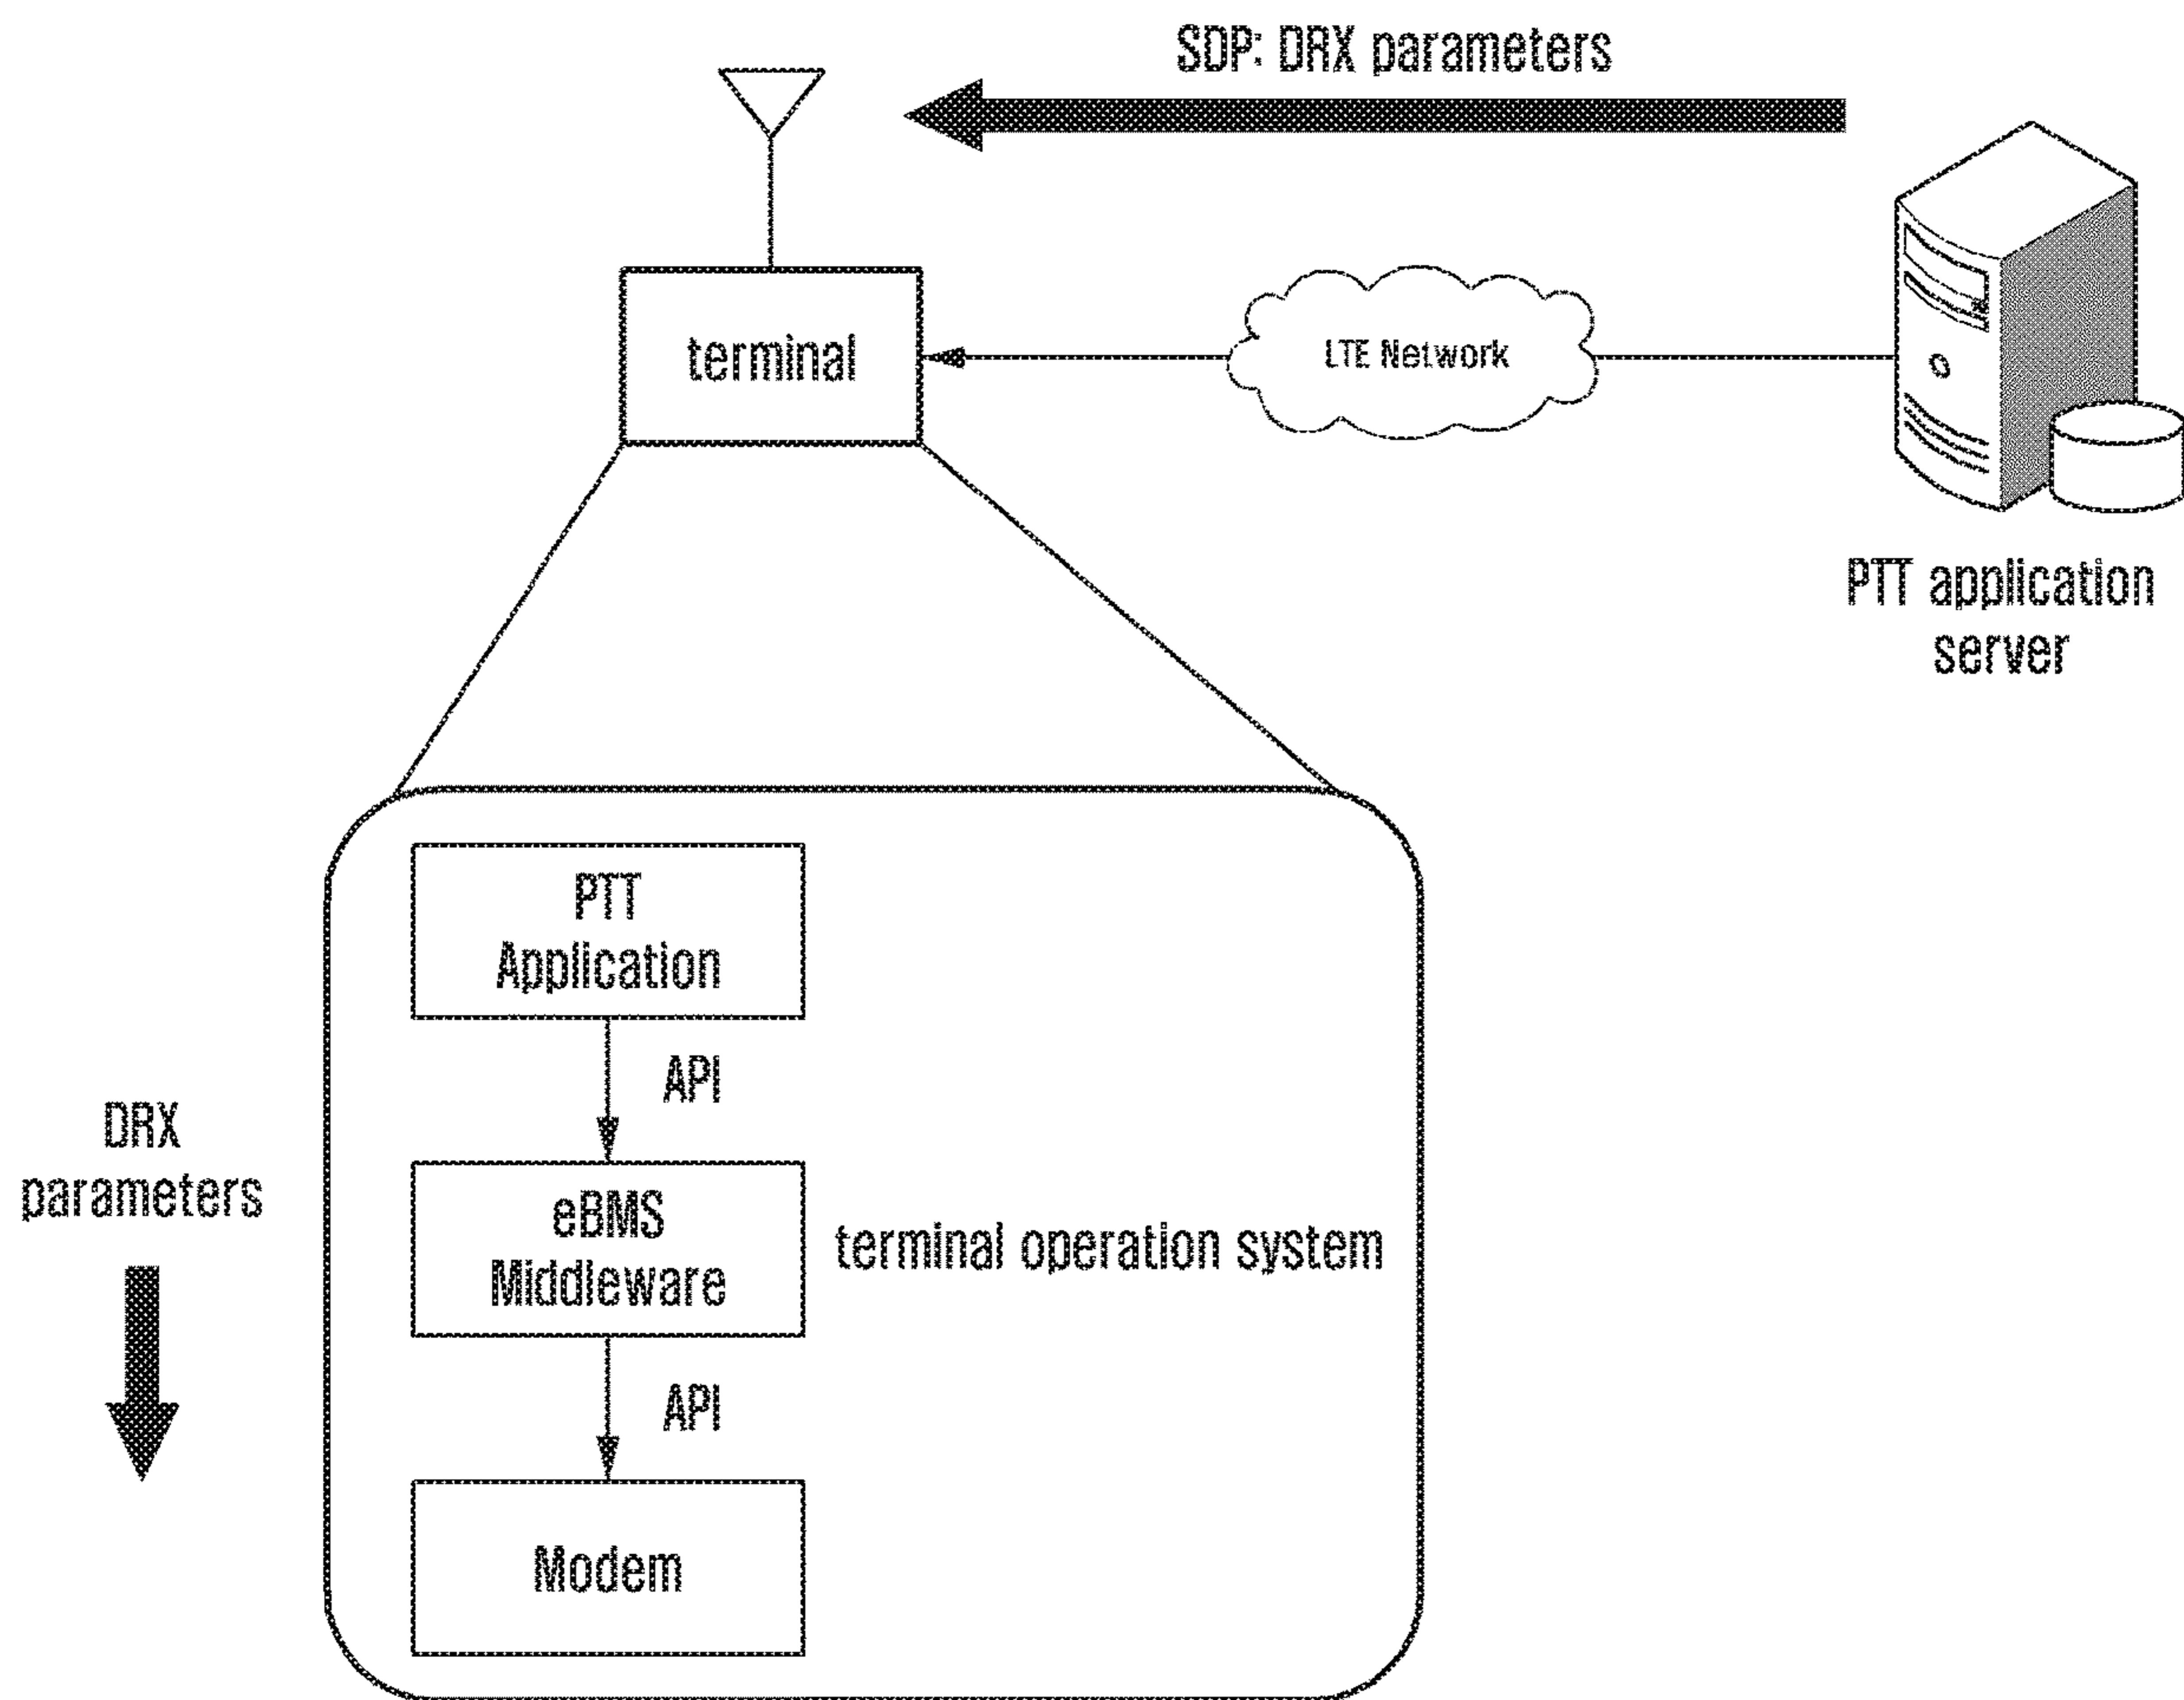 SDP: DRX parameters
terminal
LTE Network
PTT application
server
PTT
Application
API
DRX
parameters
eBMS
Middleware
terminal operation system
API
Modem